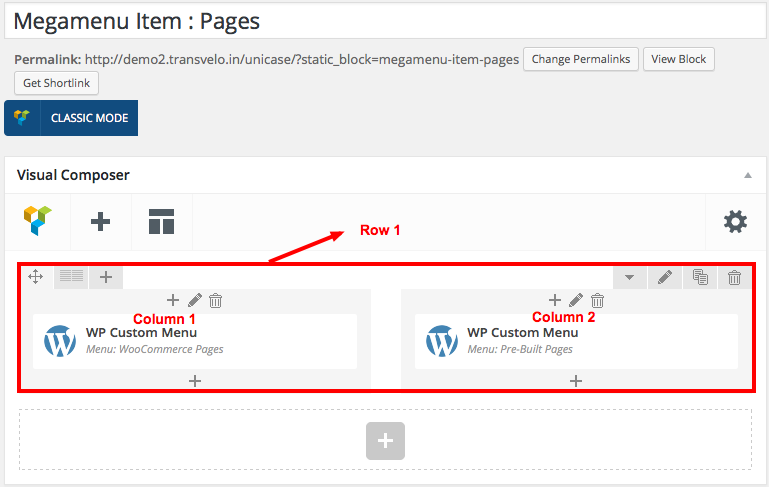 Megamenu Item : Pages
Permalink: http://demo2.transvelo.in/unicase/?static_block=megamenu-item-pages Change Permalinks View Block
Get Shortlink
CLASSIC MODE
Visual Composer
Row 1
Column 1
WP Custom Menu
Menu: WooCommerce Pages
Column 2
WP Custom Menu
Menu: Pre-Built Pages